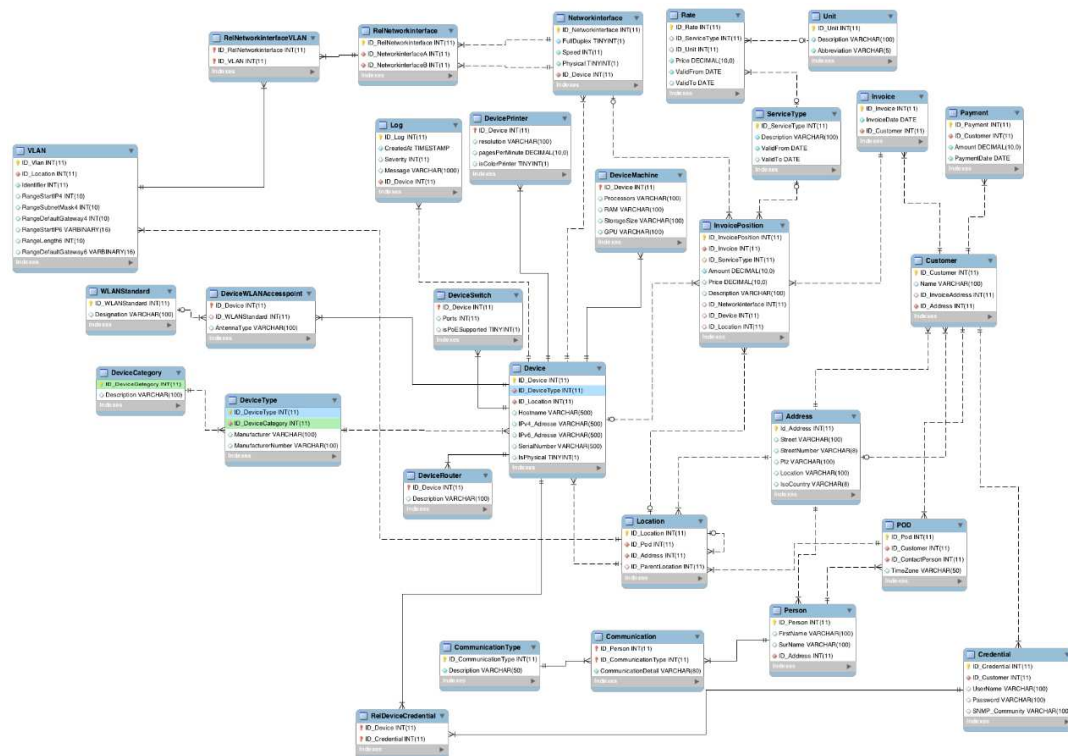 RelNetworkinterfaceVLAN
ID_RelNetworkinterface INT(11)
ID_VLAN INT(11)
Indexes
RelNetworkinterface
ID_RelNetworkinterface INT(11)
ID_NetworkinterfaceA INT(11)
ID_NetworkinterfaceB INT(11)
Indexes
Networkinterface
ID_Networkinterface INT(11)
FullDuplex TINYINT(1)
Speed INT(11)
Physical TINYINT(1)
ID_Device INT(11)
Indexes
Rate
ID_Rate INT(11)
ID_ServiceType INT(11)
ID_Unit INT(11)
Price DECIMAL(10,0)
ValidFrom DATE
ValidTo DATE
Indexes
Unit
ID_Unit INT(11)
Description VARCHAR(100)
Abbreviation VARCHAR(5)
Indexes
Log
ID_Log INT(11)
CreatedAt TIMESTAMP
Severity INT(11)
Message VARCHAR(1000)
ID_Device INT(11)
Indexes
DevicePrinter
ID_Device INT(11)
resolution VARCHAR(100)
pagesPerMinute DECIMAL(10,0)
isColorPrinter TINYINT(1)
Indexes
ServiceType
ID_ServiceType INT(11)
Description VARCHAR(100)
ValidFrom DATE
ValidTo DATE
Indexes
Invoice
ID_Invoice INT(11)
InvoiceDate DATE
ID_Customer INT(11)
Indexes
Payment
ID_Payment INT(11)
ID_Customer INT(11)
Amount DECIMAL(10,0)
PaymentDate DATE
Indexes
VLAN
ID_Vlan INT(11)
ID_Location INT(11)
Identifier INT(11)
RangeStartIP4 INT(10)
RangeSubnetMask4 INT(10)
RangeDefaultGateway4 INT(10)
RangeStartIP6 VARBINARY(16)
RangeLength6 INT(10)
RangeDefaultGateway6 VARBINARY(16)
Indexes
DeviceMachine
ID_Device INT(11)
Processors VARCHAR(100)
RAM VARCHAR(100)
StorageSize VARCHAR(100)
GPU VARCHAR(100)
Indexes
InvoicePosition
ID_InvoicePosition INT(11)
ID_Invoice INT(11)
ID_ServiceType INT(11)
Amount DECIMAL(10,0)
Price DECIMAL(10,0)
Description VARCHAR(100)
ID_Networkinterface INT(11)
ID_Device INT(11)
ID_Location INT(11)
Indexes
Customer
ID_Customer INT(11)
Name VARCHAR(100)
ID_InvoiceAddress INT(11)
ID_Address INT(11)
Indexes
WLANStandard
ID_WLANStandard INT(11)
Designation VARCHAR(100)
Indexes
DeviceWLANAccesspoint
ID_Device INT(11)
ID_WLANStandard INT(11)
AntennaType VARCHAR(100)
Indexes
DeviceSwitch
ID_Device INT(11)
Ports INT(11)
isPoESupported TINYINT(1)
Indexes
DeviceCategory
ID_DeviceCategory INT(11)
Description VARCHAR(100)
Indexes
DeviceType
ID_DeviceType INT(11)
ID_DeviceCategory INT(11)
Manufacturer VARCHAR(100)
ManufacturerNumber VARCHAR(100)
Indexes
Device
ID_Device INT(11)
ID_DeviceType INT(11)
ID_Location INT(11)
Hostname VARCHAR(500)
IPv4_Adresse VARCHAR(500)
IPv6_Adresse VARCHAR(500)
SerialNumber VARCHAR(500)
IsPhysical TINYINT(1)
Indexes
Address
Id_Address INT(11)
Street VARCHAR(100)
StreetNumber VARCHAR(8)
Plz VARCHAR(100)
Location VARCHAR(100)
IsoCountry VARCHAR(8)
Indexes
DeviceRouter
ID_Device INT(11)
Description VARCHAR(100)
Indexes
Location
ID_Location INT(11)
ID_Pod INT(11)
ID_Address INT(11)
ID_ParentLocation INT(11)
Indexes
POD
ID_Pod INT(11)
ID_Customer INT(11)
ID_ContactPerson INT(11)
TimeZone VARCHAR(50)
Indexes
Person
ID_Person INT(11)
FirstName VARCHAR(100)
SurName VARCHAR(100)
ID_Address INT(11)
Indexes
CommunicationType
ID_CommunicationType INT(11)
Description VARCHAR(50)
Indexes
Communication
ID_Person INT(11)
ID_CommunicationType INT(11)
CommunicationDetail VARCHAR(80)
Indexes
Credential
ID_Credential INT(11)
ID_Customer INT(11)
UserName VARCHAR(100)
Password VARCHAR(100)
SNMP_Community VARCHAR(100)
Indexes
RelDeviceCredential
ID_Device INT(11)
ID_Credential INT(11)
Indexes